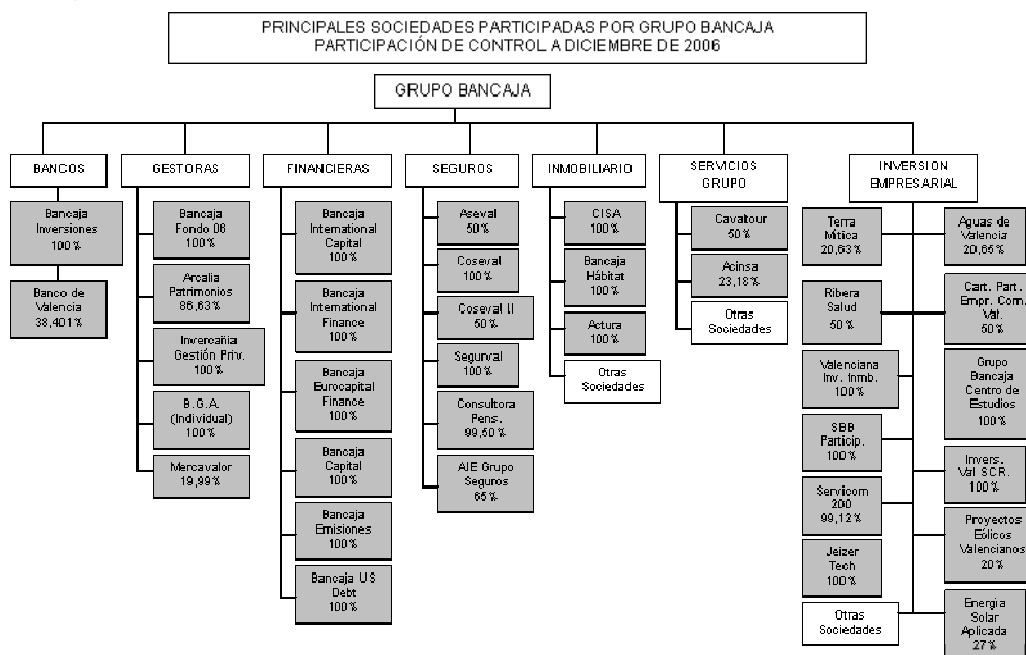 PRINCIPALES SOCIEDADES PARTICIPADAS POR GRUPO BANCAJA
PARTICIPACIÓN DE CONTROL A DICIEMBRE DE 2006
GRUPO BANCAJA
BANCOS
Bancaja
Inversiones
100%
Banco de
Valencia
38,401%
GESTORAS
Bancaja
Fondo 06
100%
Arcalia
Patrimonios
86,63%
Invercañia
Gestión Priv.
100%
B.G.A.
(Individual)
100%
Mercavalor
19,99%
FINANCIERAS
Bancaja
International
Capital
100%
Bancaja
International
Finance
100%
Bancaja
Eurocapital
Finance
100%
Bancaja
Capital
100%
Bancaja
Emisiones
100%
Bancaja US
Debt
100%
SEGUROS
Aseval
50%
Coseval
100%
Coseval II
50%
Segurval
100%
Consultora
Pens.
99,50%
AIE Grupo
Seguros
65%
INMOBILIARIO
CISA
100%
Bancaja
Hábitat
100%
Actura
100%
Otras
Sociedades
SERVICIOS
GRUPO
Cavaltour
50%
Acinsa
23,18%
Otras
Sociedades
INVERSION
EMPRESARIAL
Terra
Mítica
20,63%
Ribera
Salud
50%
Valenciana
Inv. Inmb.
100%
SBB
Particip.
100%
Servicom
200
99,12%
Jeizer
Tech
100%
Otras
Sociedades
Aguas de
Valencia
20,65%
Cart. Part.
Empr. Com.
Val.
50%
Grupo
Bancaja
Centro de
Estudios
100%
Invers.
Val SCR.
100%
Proyectos
Eólicos
Valencianos
20%
Energía
Solar
Aplicada
27%